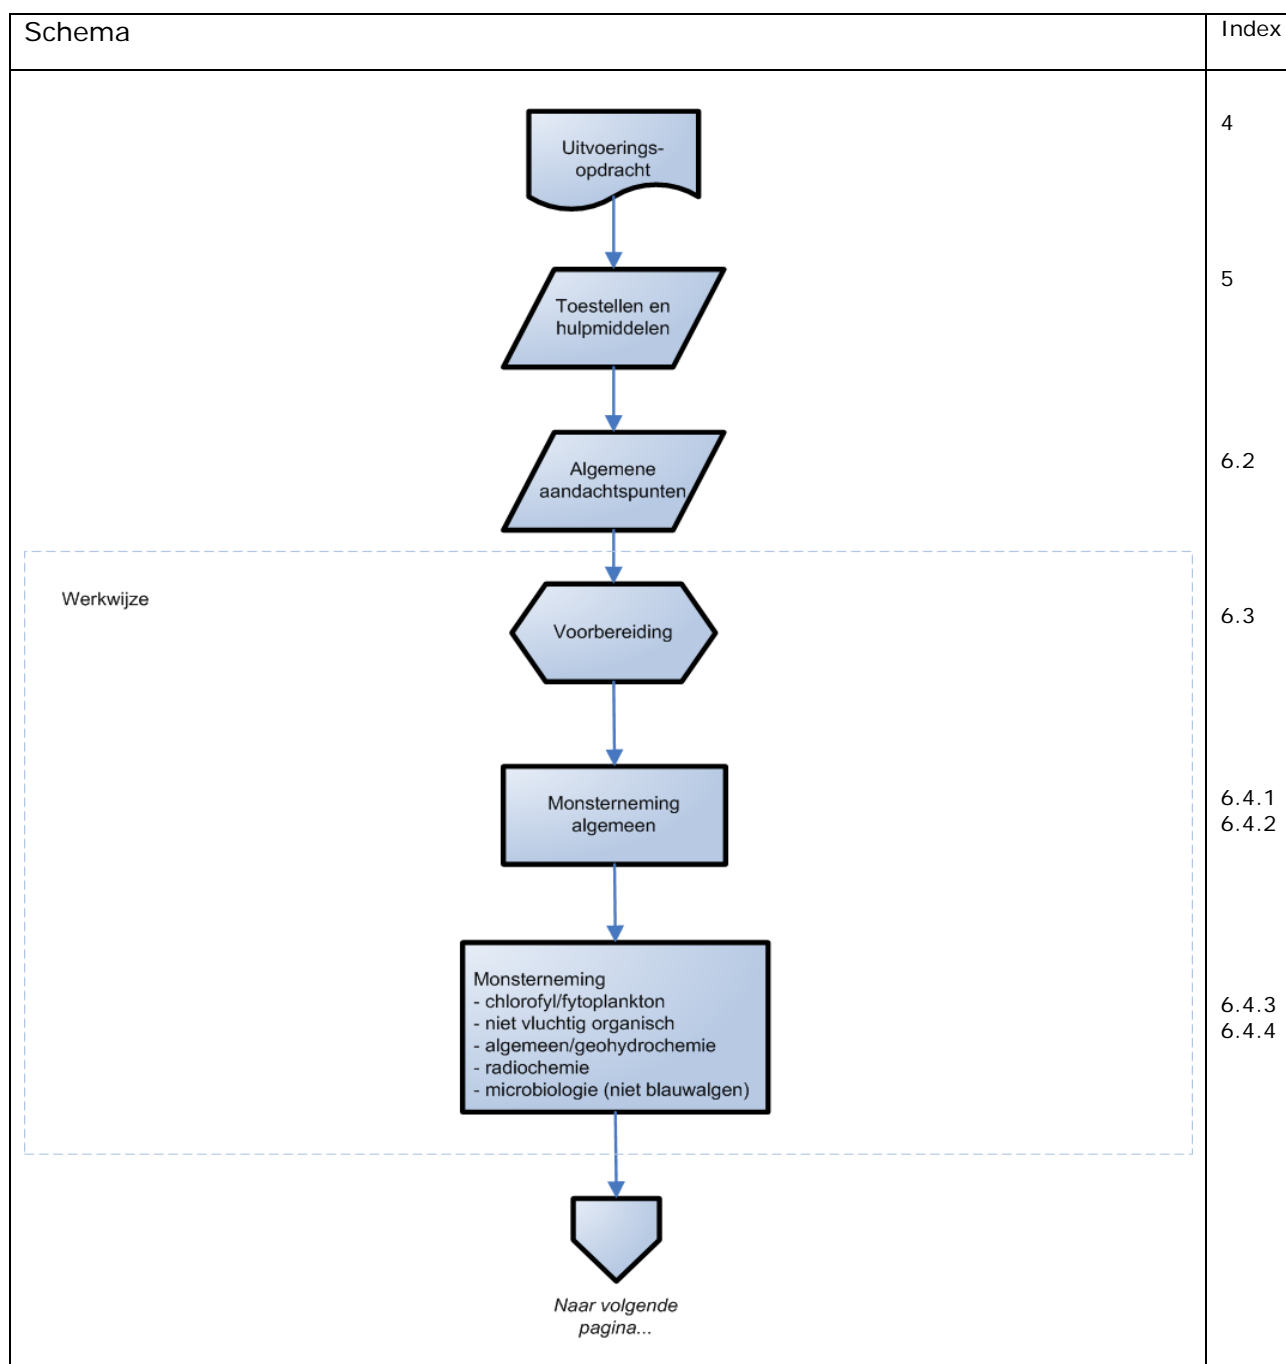 Schema
Index
Uitvoerings-
opdracht
4
Toestellen en
hulpmiddelen
5
Algemene
aandachtspunten
6.2
Werkwijze
Voorbereiding
6.3
Monsterneming
algemeen
6.4.1
6.4.2
Monsterneming
- chlorofyl/fytoplankton
- niet vluchtig organisch
- algemeen/geohydrochemie
- radiochemie
- microbiologie (niet blauwalgen)
6.4.3
6.4.4
Naar volgende
pagina...